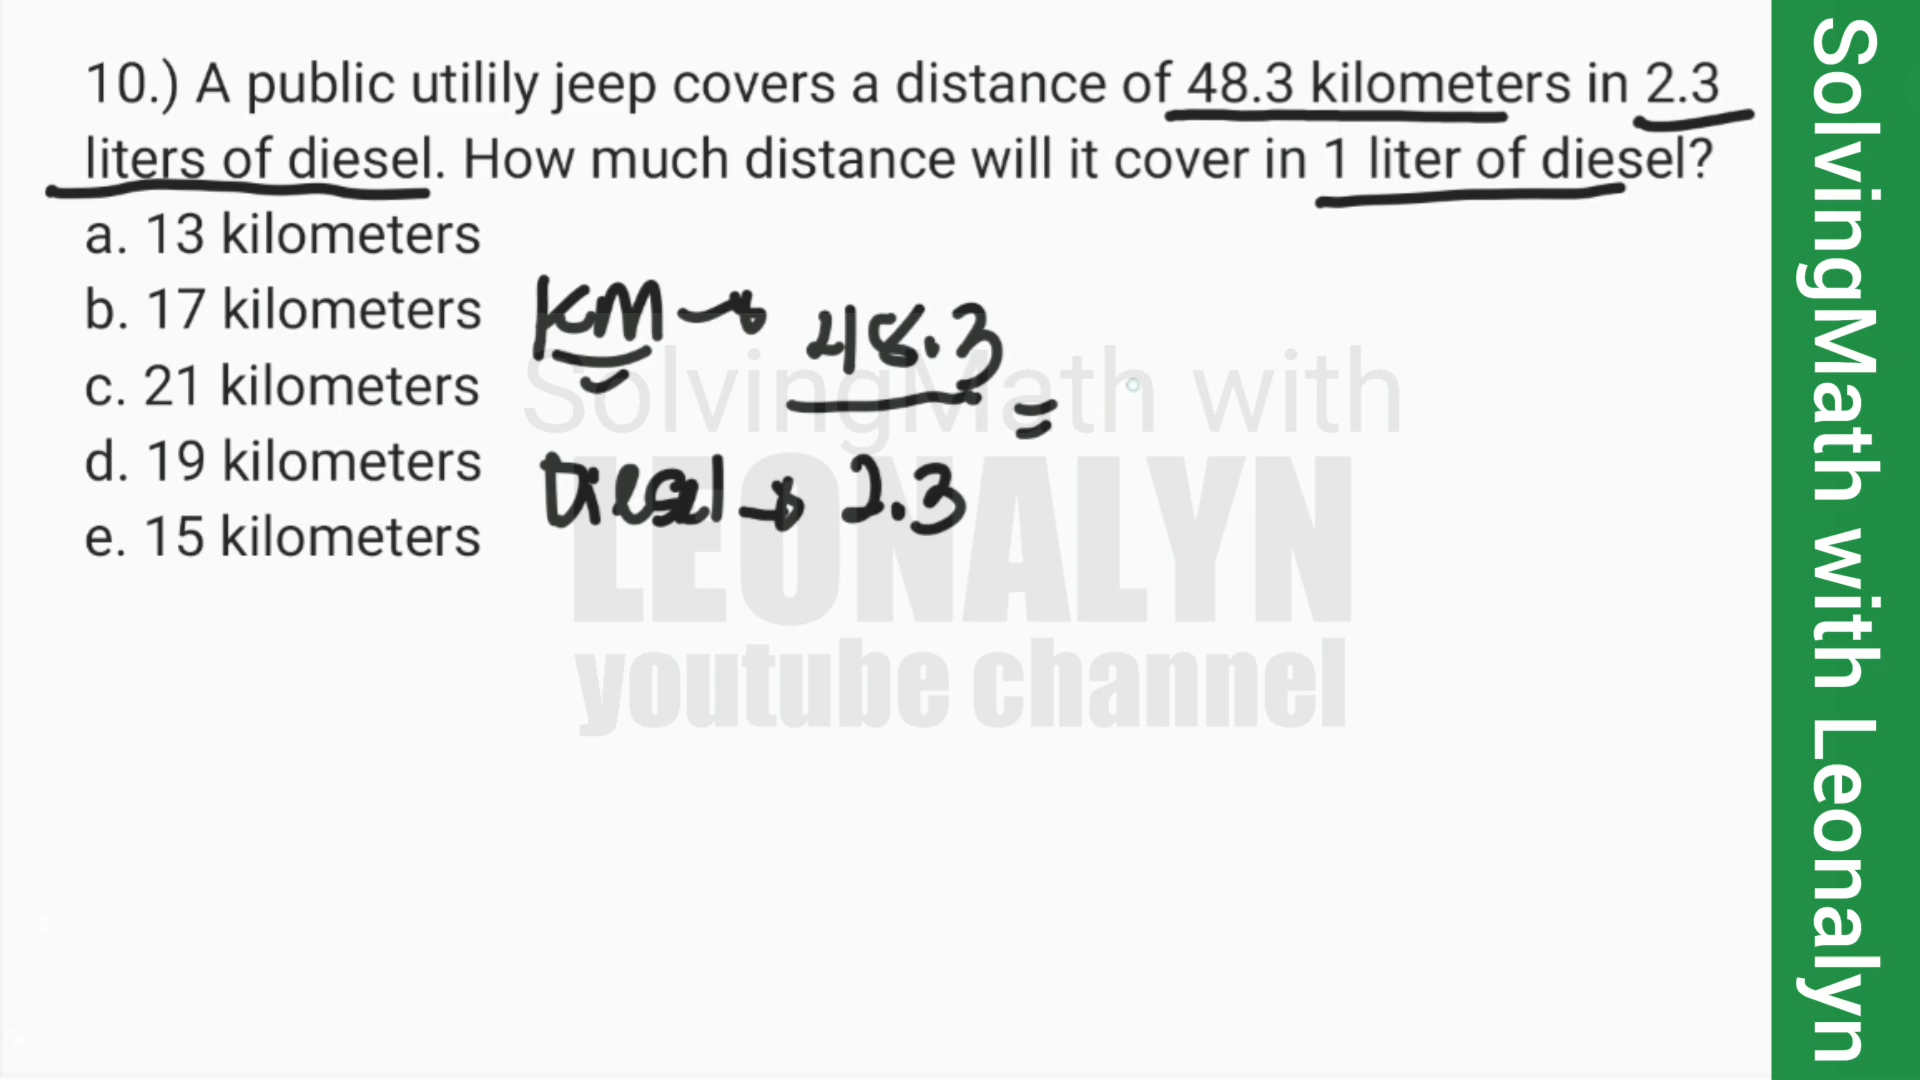 10.) A public utilily jeep covers a distance of 48.3 kilometers in 2.3
liters of diesel. How much distance will it cover in 1 liter of diesel?
a. 13 kilometers
b. 17 kilometers
c. 21 kilometers
d. 19 kilometers
e. 15 kilometers
KM → 48.3
=
Diesel → 2.3
SolvingMath with
LEONALYN
youtube channel
SolvingMath with Leonalyn